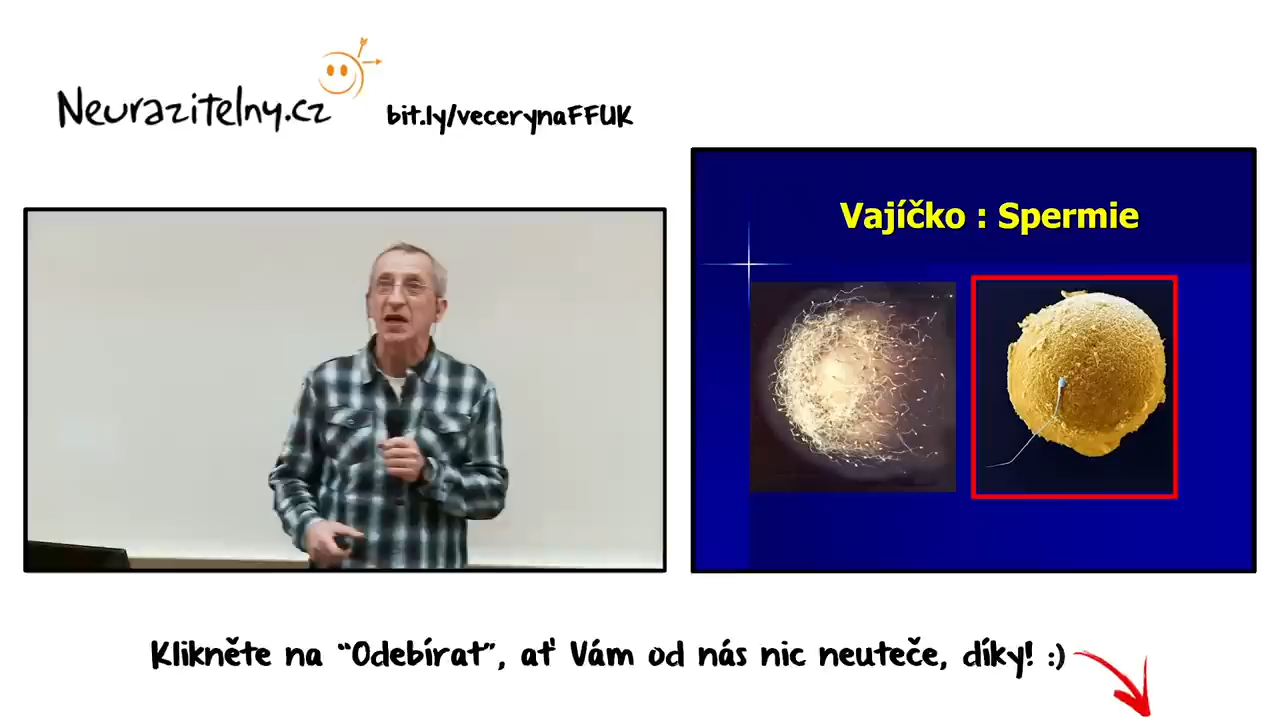 Neurazitelny.cz
bit.ly/vecerynaFFUK
Vajíčko : Spermie
Klikněte na “Odebírat”, ať Vám od nás nic neuteče, díky! :)